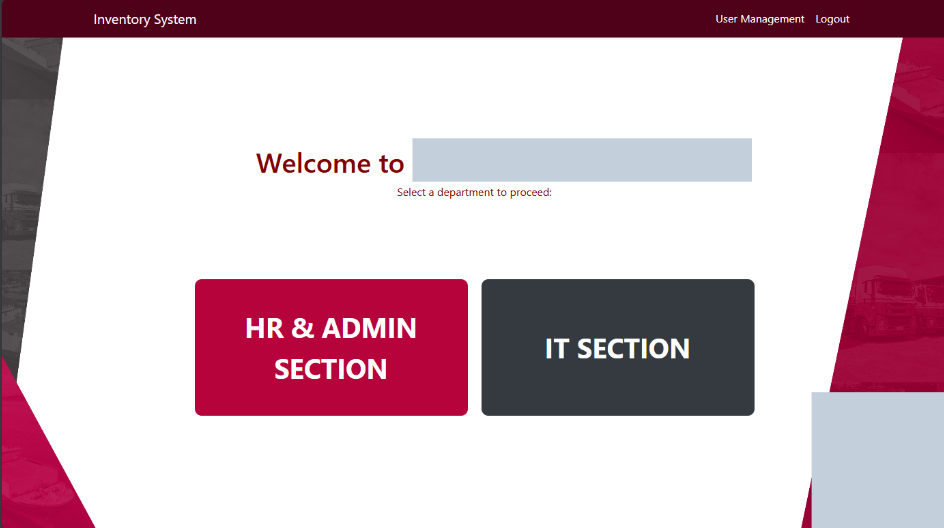 Inventory System
User Management
Logout
Welcome to
Select a department to proceed:
HR & ADMIN
SECTION
IT SECTION